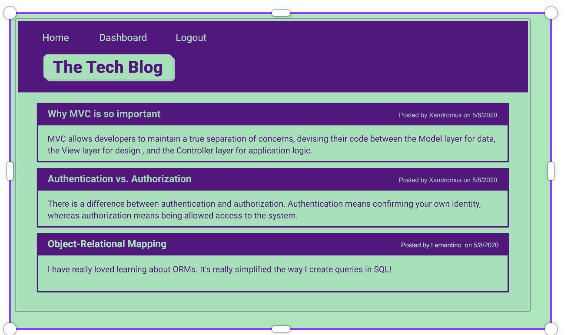 Home Dashboard Logout
The Tech Blog
Why MVC is so important Posted by Xandromus on 5/8/2020
MVC allows developers to maintain a true separation of concerns, devising their code between the Model layer for data,
the View layer for design , and the Controller layer for application logic.
Authentication vs. Authorization Posted by Xandromus on 5/8/2020
There is a difference between authentication and authorization. Authentication means confirming your own identity,
whereas authorization means being allowed access to the system.
Object-Relational Mapping Posted by Lernantino on 5/8/2020
I have really loved learning about ORMs. It's really simplified the way I create queries in SQL!